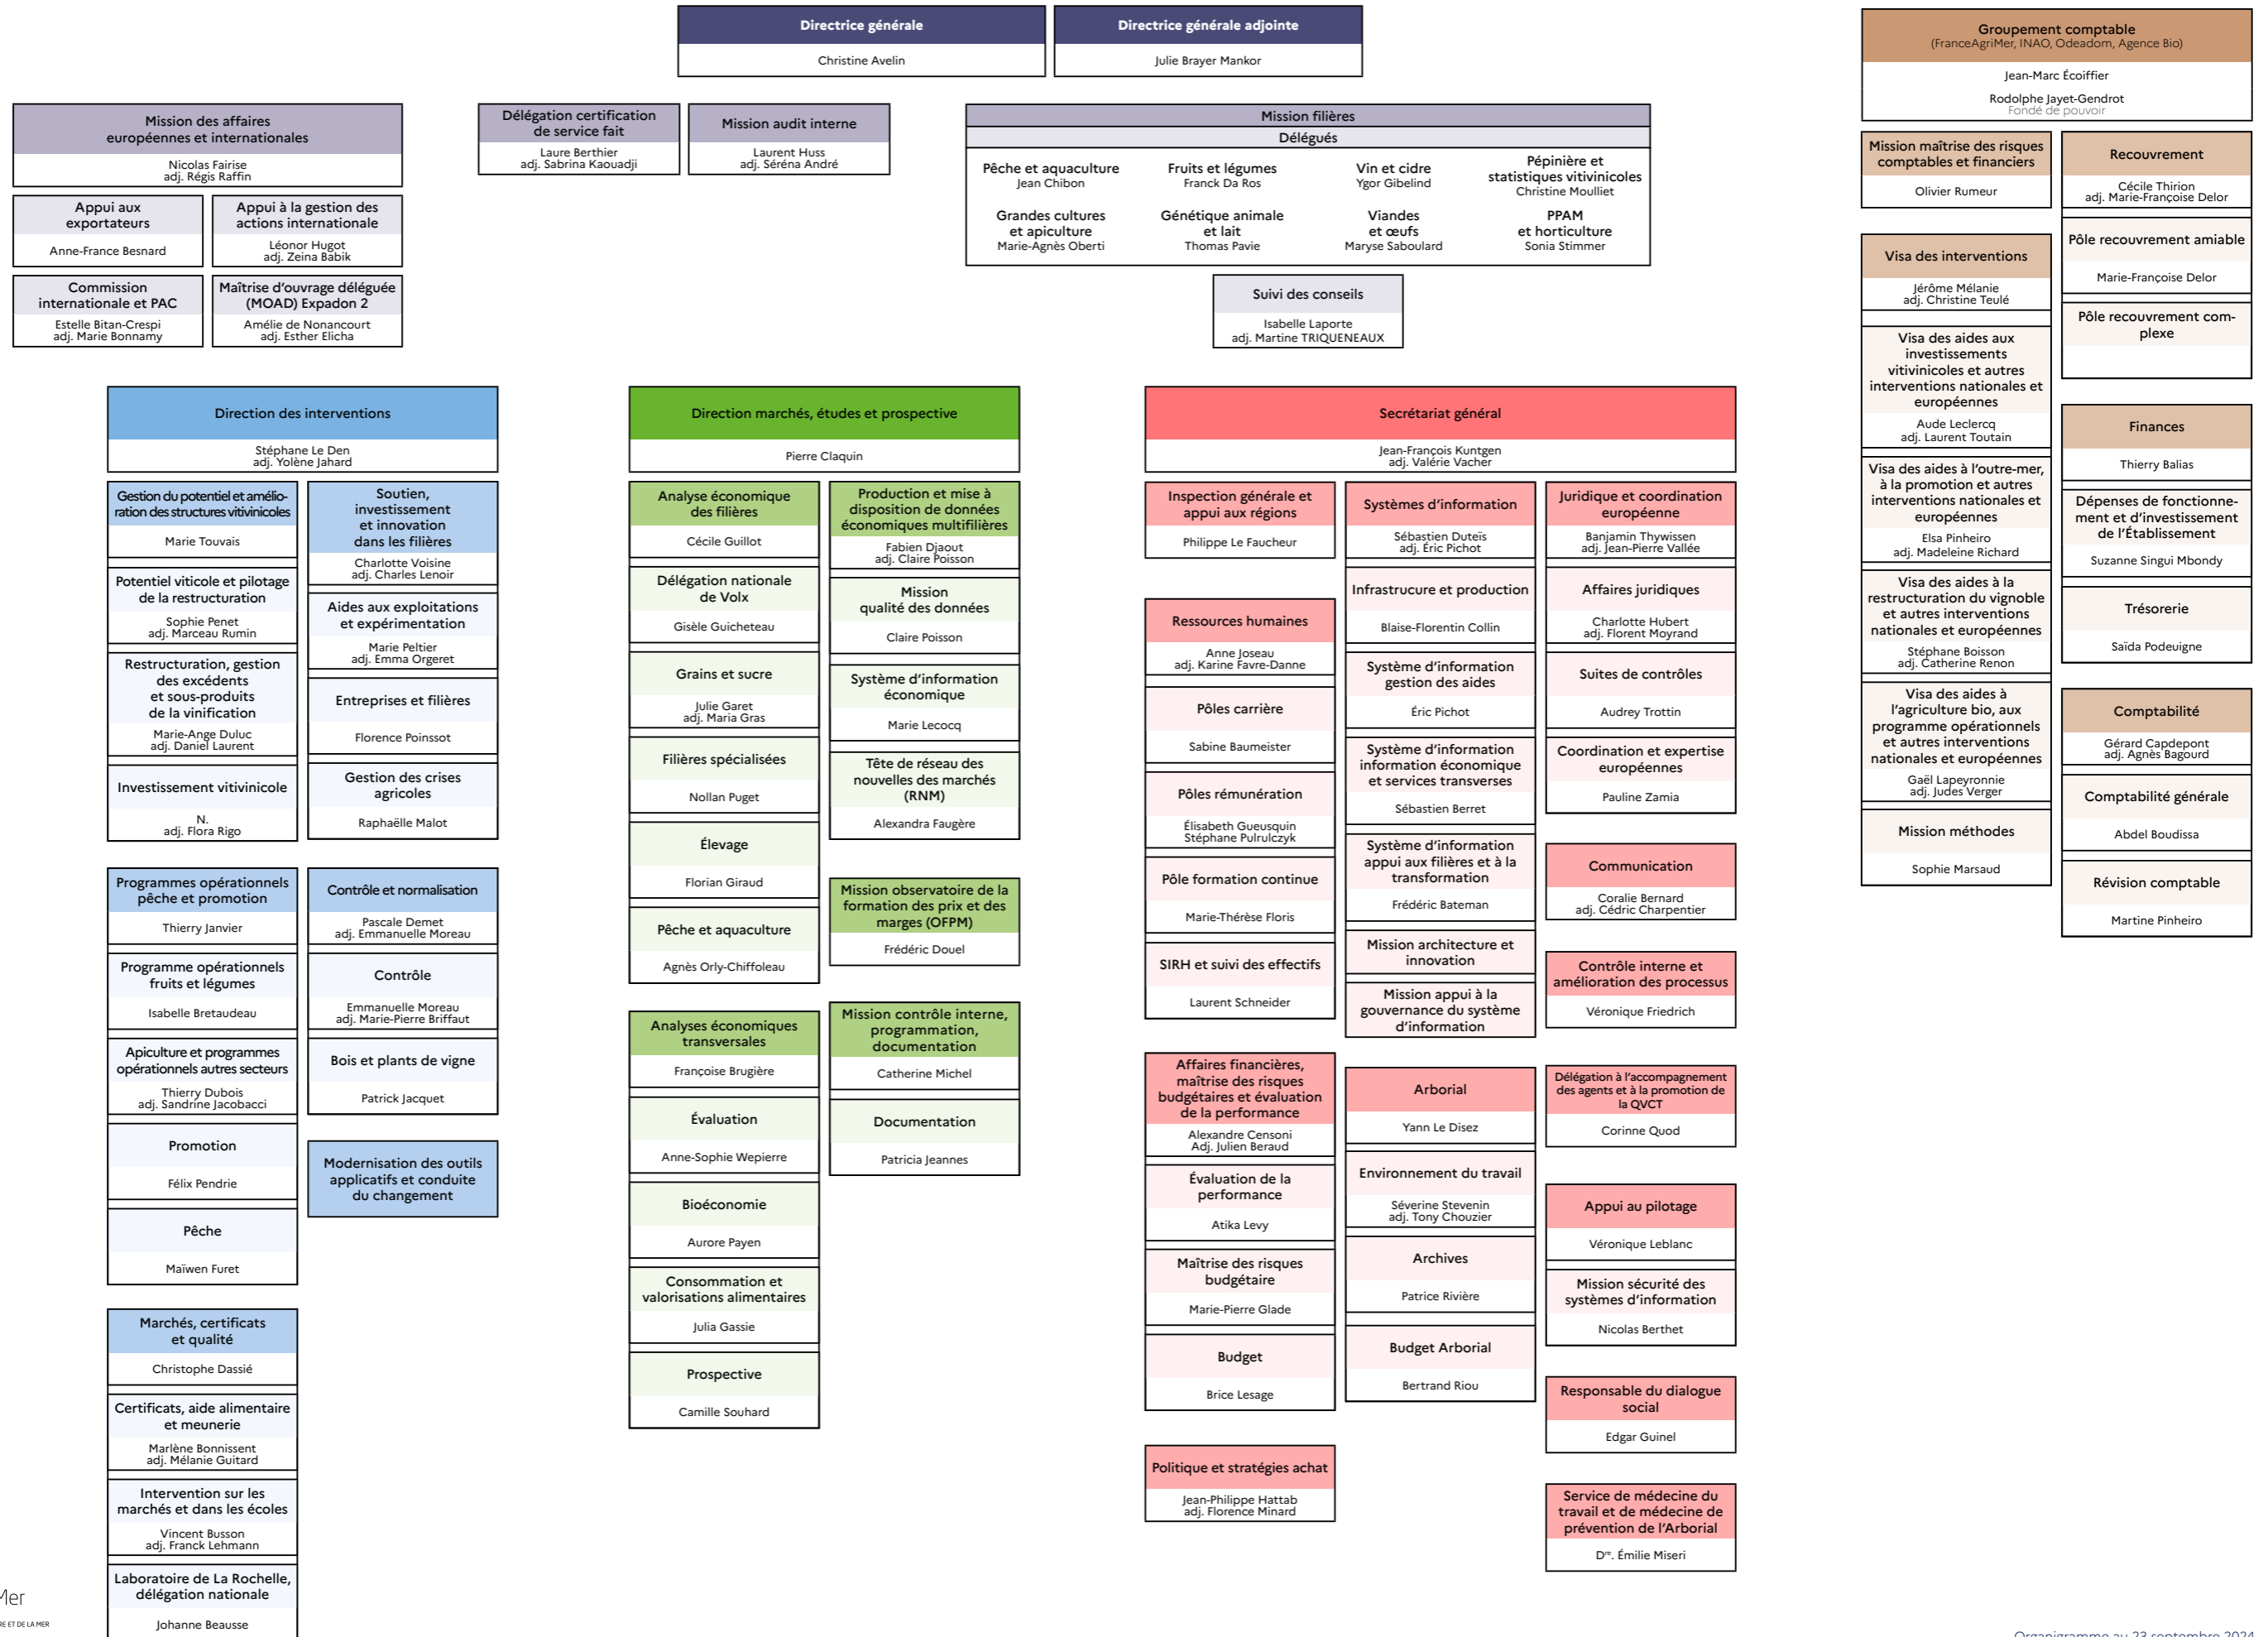 Directrice générale
Christine Avelin
Directrice générale adjointe
Julie Brayer Mankor
Groupement comptable
(FranceAgriMer, INAO, Odeadom, Agence Bio)
Jean-Marc Écoiffier
Rodolphe Jayet-Gendrot
Fondé de pouvoir
Mission des affaires
européennes et internationales
Nicolas Fairise
adj. Régis Raffin
Appui aux
exportateurs
Anne-France Besnard
Appui à la gestion des
actions internationale
Léonor Hugot
adj. Zeina Babik
Commission
internationale et PAC
Estelle Bitan-Crespi
adj. Marie Bonnamy
Maîtrise d'ouvrage déléguée
(MOAD) Expadon 2
Amélie de Nonancourt
adj. Esther Elicha
Délégation certification
de service fait
Laure Berthier
adj. Sabrina Kaouadji
Mission audit interne
Laurent Huss
adj. Séréna André
Mission filières
Délégués
Pêche et aquaculture
Jean Chibon
Fruits et légumes
Franck Da Ros
Vin et cidre
Ygor Gibelind
Pépinière et
statistiques vitivinicoles
Christine Moulliet
Grandes cultures
et apiculture
Marie-Agnès Oberti
Génétique animale
et lait
Thomas Pavie
Viandes
et œufs
Maryse Saboulard
PPAM
et horticulture
Sonia Stimmer
Suivi des conseils
Isabelle Laporte
adj. Martine TRIQUENEAUX
Direction des interventions
Stéphane Le Den
adj. Yolène Jahard
Gestion du potentiel et amélio-
ration des structures vitivinicoles
Marie Touvais
Potentiel viticole et pilotage
de la restructuration
Sophie Penet
adj. Marceau Rumin
Restructuration, gestion
des excédents
et sous-produits
de la vinification
Marie-Ange Duluc
adj. Daniel Laurent
Investissement vitivinicole
N.
adj. Flora Rigo
Programmes opérationnels
pêche et promotion
Thierry Janvier
Programme opérationnels
fruits et légumes
Isabelle Bretaudeau
Apiculture et programmes
opérationnels autres secteurs
Thierry Dubois
adj. Sandrine Jacobacci
Promotion
Félix Pendrie
Pêche
Maïwen Furet
Marchés, certificats
et qualité
Christophe Dassié
Certificats, aide alimentaire
et meunerie
Marlène Bonnissent
adj. Mélanie Guitard
Intervention sur les
marchés et dans les écoles
Vincent Busson
adj. Franck Lehmann
Laboratoire de La Rochelle,
délégation nationale
Johanne Beausse
Soutien,
investissement
et innovation
dans les filières
Charlotte Voisine
adj. Charles Lenoir
Aides aux exploitations
et expérimentation
Marie Peltier
adj. Emma Orgeret
Entreprises et filières
Florence Poinssot
Gestion des crises
agricoles
Raphaëlle Malot
Contrôle et normalisation
Pascale Demet
adj. Emmanuelle Moreau
Contrôle
Emmanuelle Moreau
adj. Marie-Pierre Briffaut
Bois et plants de vigne
Patrick Jacquet
Modernisation des outils
applicatifs et conduite
du changement
Direction marchés, études et prospective
Pierre Claquin
Analyse économique
des filières
Cécile Guillot
Délégation nationale
de Volx
Gisèle Guicheteau
Grains et sucre
Julie Garet
adj. Maria Gras
Filières spécialisées
Nollan Puget
Élevage
Florian Giraud
Pêche et aquaculture
Agnès Orly-Chiffoleau
Analyses économiques
transversales
Françoise Brugière
Évaluation
Anne-Sophie Wepierre
Bioéconomie
Aurore Payen
Consommation et
valorisations alimentaires
Julia Gassie
Prospective
Camille Souhard
Production et mise à
disposition de données
économiques multifilières
Fabien Djaout
adj. Claire Poisson
Mission
qualité des données
Claire Poisson
Système d'information
économique
Marie Lecocq
Tête de réseau des
nouvelles des marchés
(RNM)
Alexandra Faugère
Mission observatoire de la
formation des prix et des
marges (OFPM)
Frédéric Douel
Mission contrôle interne,
programmation,
documentation
Catherine Michel
Documentation
Patricia Jeannes
Secrétariat général
Jean-François Kuntgen
adj. Valérie Vacher
Inspection générale et
appui aux régions
Philippe Le Faucheur
Ressources humaines
Anne Joseau
adj. Karine Favre-Danne
Pôles carrière
Sabine Baumeister
Pôles rémunération
Élisabeth Gueusquin
Stéphane Pulrulczyk
Pôle formation continue
Marie-Thérèse Floris
SIRH et suivi des effectifs
Laurent Schneider
Affaires financières,
maîtrise des risques
budgétaires et évaluation
de la performance
Alexandre Censoni
Adj. Julien Beraud
Évaluation de la
performance
Atika Levy
Maîtrise des risques
budgétaire
Marie-Pierre Glade
Budget
Brice Lesage
Politique et stratégies achat
Jean-Philippe Hattab
adj. Florence Minard
Systèmes d'information
Sébastien Duteïs
adj. Éric Pichot
Infrastrucure et production
Blaise-Florentin Collin
Système d'information
gestion des aides
Éric Pichot
Système d'information
information économique
et services transverses
Sébastien Berret
Système d'information
appui aux filières et à la
transformation
Frédéric Bateman
Mission architecture et
innovation
Mission appui à la
gouvernance du système
d'information
Arborial
Yann Le Disez
Environnement du travail
Séverine Stevenin
adj. Tony Chouzier
Archives
Patrice Rivière
Budget Arborial
Bertrand Riou
Juridique et coordination
européenne
Banjamin Thywissen
adj. Jean-Pierre Vallée
Affaires juridiques
Charlotte Hubert
adj. Florent Moyrand
Suites de contrôles
Audrey Trottin
Coordination et expertise
européennes
Pauline Zamia
Communication
Coralie Bernard
adj. Cédric Charpentier
Contrôle interne et
amélioration des processus
Véronique Friedrich
Délégation à l'accompagnement
des agents et à la promotion de
la QVCT
Corinne Quod
Appui au pilotage
Véronique Leblanc
Mission sécurité des
systèmes d'information
Nicolas Berthet
Responsable du dialogue
social
Edgar Guinel
Service de médecine du
travail et de médecine de
prévention de l'Arborial
Dre. Émilie Miseri
Mission maîtrise des risques
comptables et financiers
Olivier Rumeur
Visa des interventions
Jérôme Mélanie
adj. Christine Teulé
Visa des aides aux
investissements
vitivinicoles et autres
interventions nationales et
européennes
Aude Leclercq
adj. Laurent Toutain
Visa des aides à l'outre-mer,
à la promotion et autres
interventions nationales et
européennes
Elsa Pinheiro
adj. Madeleine Richard
Visa des aides à la
restructuration du vignoble
et autres interventions
nationales et européennes
Stéphane Boisson
adj. Catherine Renon
Visa des aides à
l'agriculture bio, aux
programme opérationnels
et autres interventions
nationales et européennes
Gaël Lapeyronnie
adj. Judes Verger
Mission méthodes
Sophie Marsaud
Recouvrement
Cécile Thirion
adj. Marie-Françoise Delor
Pôle recouvrement amiable
Marie-Françoise Delor
Pôle recouvrement com-
plexe
Finances
Thierry Balias
Dépenses de fonctionne-
ment et d'investissement
de l'Établissement
Suzanne Singui Mbondy
Trésorerie
Saïda Podeuigne
Comptabilité
Gérard Capdepont
adj. Agnès Bagourd
Comptabilité générale
Abdel Boudissa
Révision comptable
Martine Pinheiro
Mer
RE ET DE LA MER
Organigramme au 23 septembre 2024